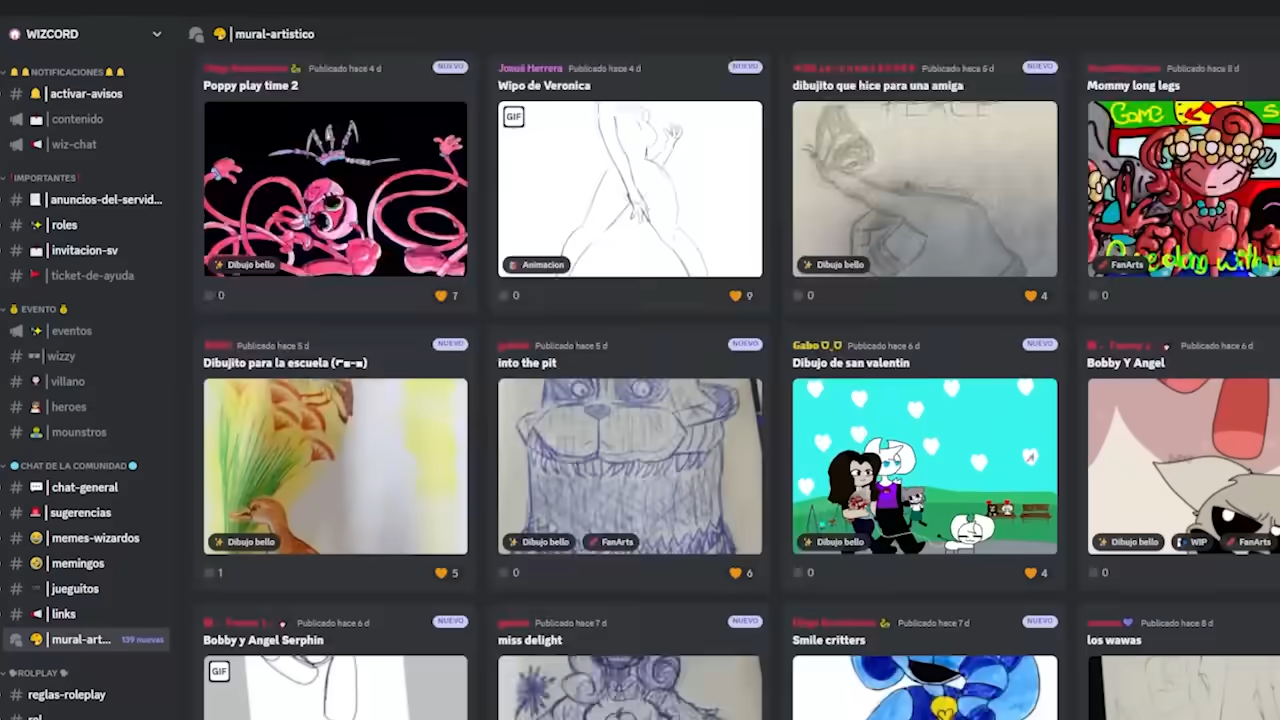 WIZCORD
NOTIFICACIONES
activar-avisos
contenido
wiz-chat
IMPORTANTES
anuncios-del-servid...
roles
invitacion-sv
ticket-de-ayuda
EVENTO
eventos
wizzy
villano
heroes
mounstros
CHAT DE LA COMUNIDAD
chat-general
sugerencias
memes-wizardos
memingos
jueguitos
links
mural-art... 139 nuevas
ROLPLAY
reglas-roleplay
rol
mural-artistico
Publicado hace 4 d NUEVO
Poppy play time 2
Dibujo bello
0 7
Josué Herrera Publicado hace 4 d NUEVO
Wipo de Veronica
GIF
Animacion
0 9
Publicado hace 5 d NUEVO
dibujito que hice para una amiga
PEACE
Dibujo bello
0 4
Publicado hace 8 d
Mommy long legs
GAME
FanArts
0
Publicado hace 5 d NUEVO
Dibujito para la escuela (⌐■-■)
Dibujo bello
1 5
Publicado hace 5 d NUEVO
into the pit
Dibujo bello FanArts
0 6
Gabo Publicado hace 6 d NUEVO
Dibujo de san valentin
Dibujo bello
0 4
Publicado hace 6 d
Bobby Y Angel
Dibujo bello WIP FanArts
0
Publicado hace 6 d NUEVO
Bobby y Angel Serphin
GIF
Publicado hace 7 d NUEVO
miss delight
Publicado hace 7 d NUEVO
Smile critters
Publicado hace 8 d
los wawas